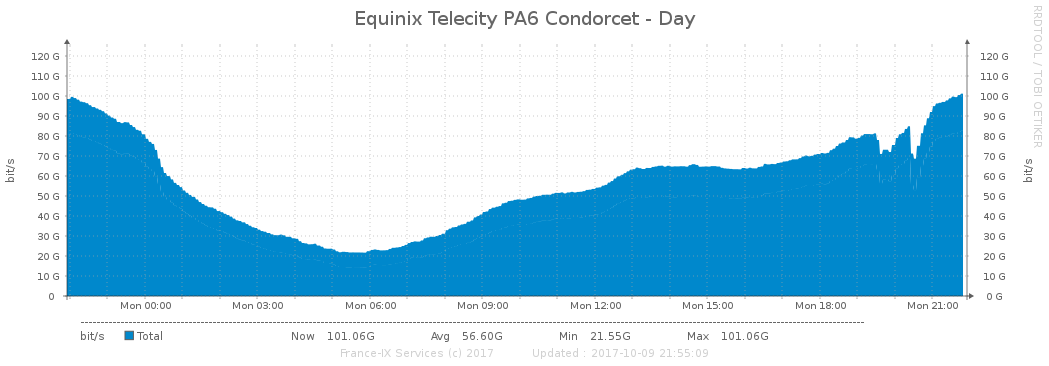 Equinix Telecity PA6 Condorcet - Day
RRDTOOL / TOBI OETIKER
bit/s
bit/s
120 G 120 G
110 G 110 G
100 G 100 G
90 G 90 G
80 G 80 G
70 G 70 G
60 G 60 G
50 G 50 G
40 G 40 G
30 G 30 G
20 G 20 G
10 G 10 G
0 0 G
Mon 00:00 Mon 03:00 Mon 06:00 Mon 09:00 Mon 12:00 Mon 15:00 Mon 18:00 Mon 21:00
bit/s Total Now 101.06G Avg 56.60G Min 21.55G Max 101.06G
France-IX Services (c) 2017 Updated : 2017-10-09 21:55:09